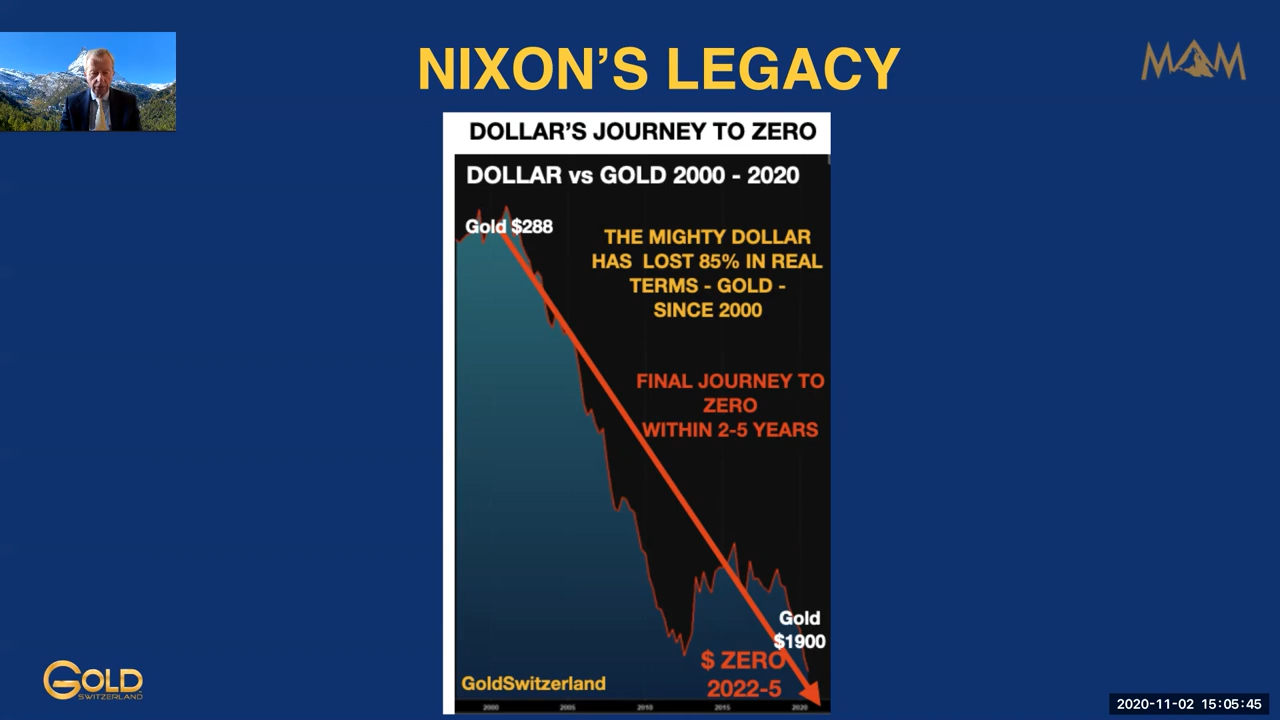 NIXON'S LEGACY
MAM
DOLLAR'S JOURNEY TO ZERO
DOLLAR vs GOLD 2000 - 2020
Gold $288
THE MIGHTY DOLLAR
HAS LOST 85% IN REAL
TERMS - GOLD -
SINCE 2000
FINAL JOURNEY TO
ZERO
WITHIN 2-5 YEARS
Gold
$1900
$ ZERO
2022-5
GoldSwitzerland
2000 2005 2010 2015 2020
GOLD
SWITZERLAND
2020-11-02 15:05:45